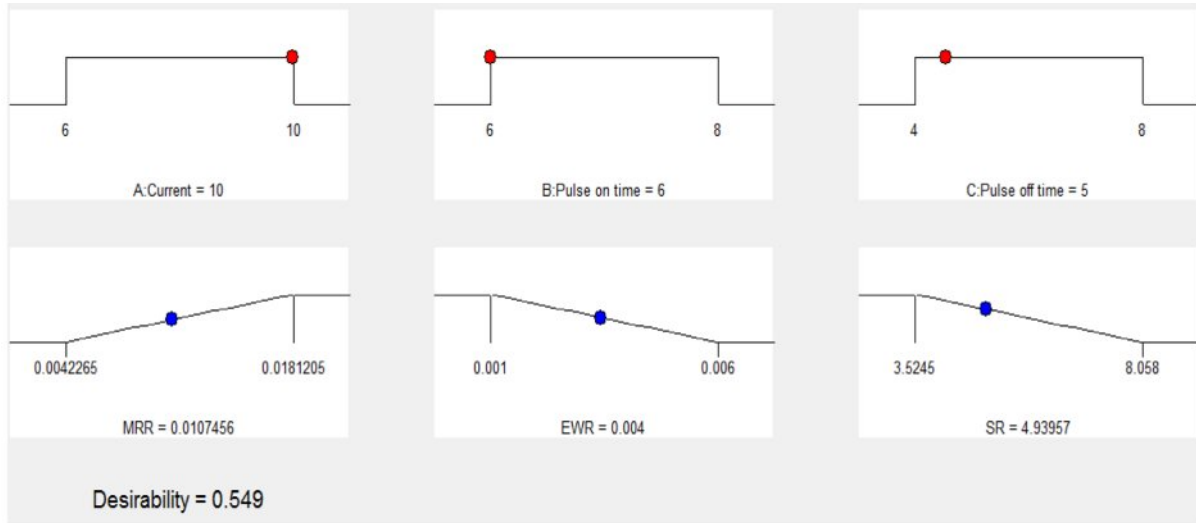 6 10
A:Current = 10
6 8
B:Pulse on time = 6
4 8
C:Pulse off time = 5
0.0042265 0.0181205
MRR = 0.0107456
0.001 0.006
EWR = 0.004
3.5245 8.058
SR = 4.93957
Desirability = 0.549